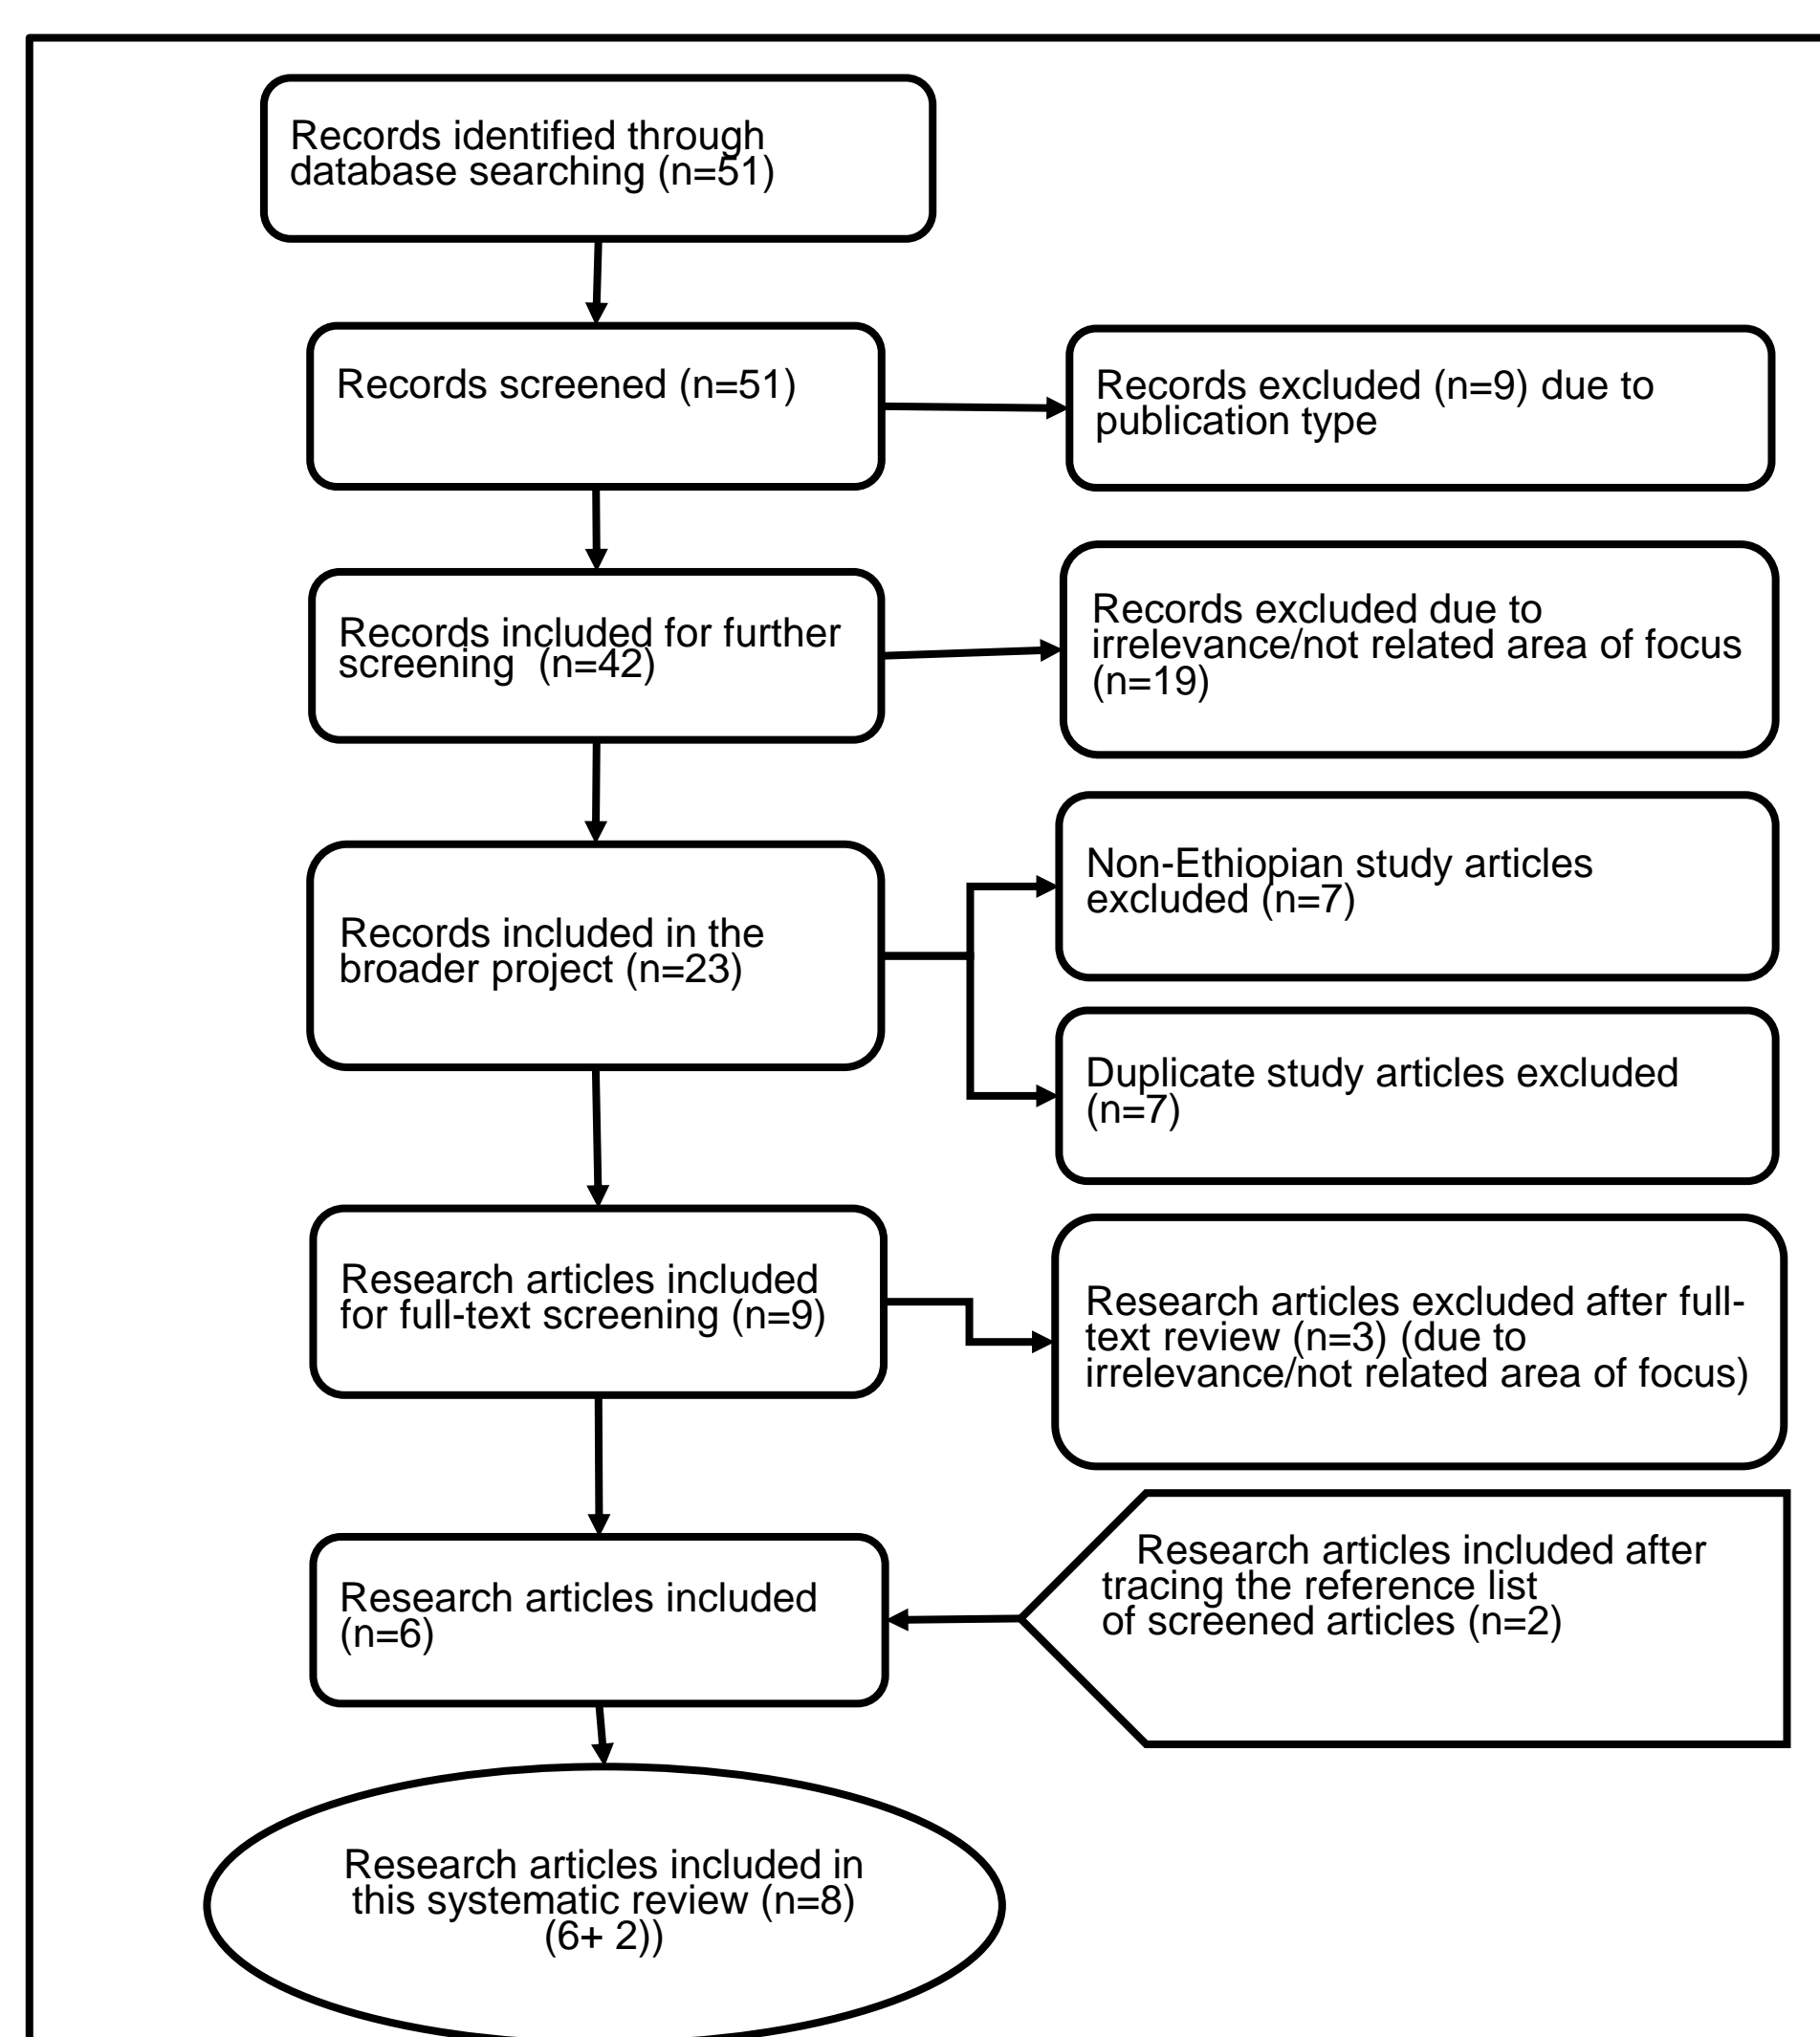 Records identified through
database searching (n=51)
Records screened (n=51)
Records excluded (n=9) due to
publication type
Records included for further
screening  (n=42)
Records excluded due to
irrelevance/not related area of focus
(n=19)
Records included in the
broader project (n=23)
Non-Ethiopian study articles
excluded (n=7)
Duplicate study articles excluded
(n=7)
Research articles included
for full-text screening (n=9)
Research articles excluded after full-
text review (n=3) (due to
irrelevance/not related area of focus)
Research articles included
(n=6)
Research articles included after
tracing the reference list
of screened articles (n=2)
Research articles included in
this systematic review (n=8)
(6+ 2))